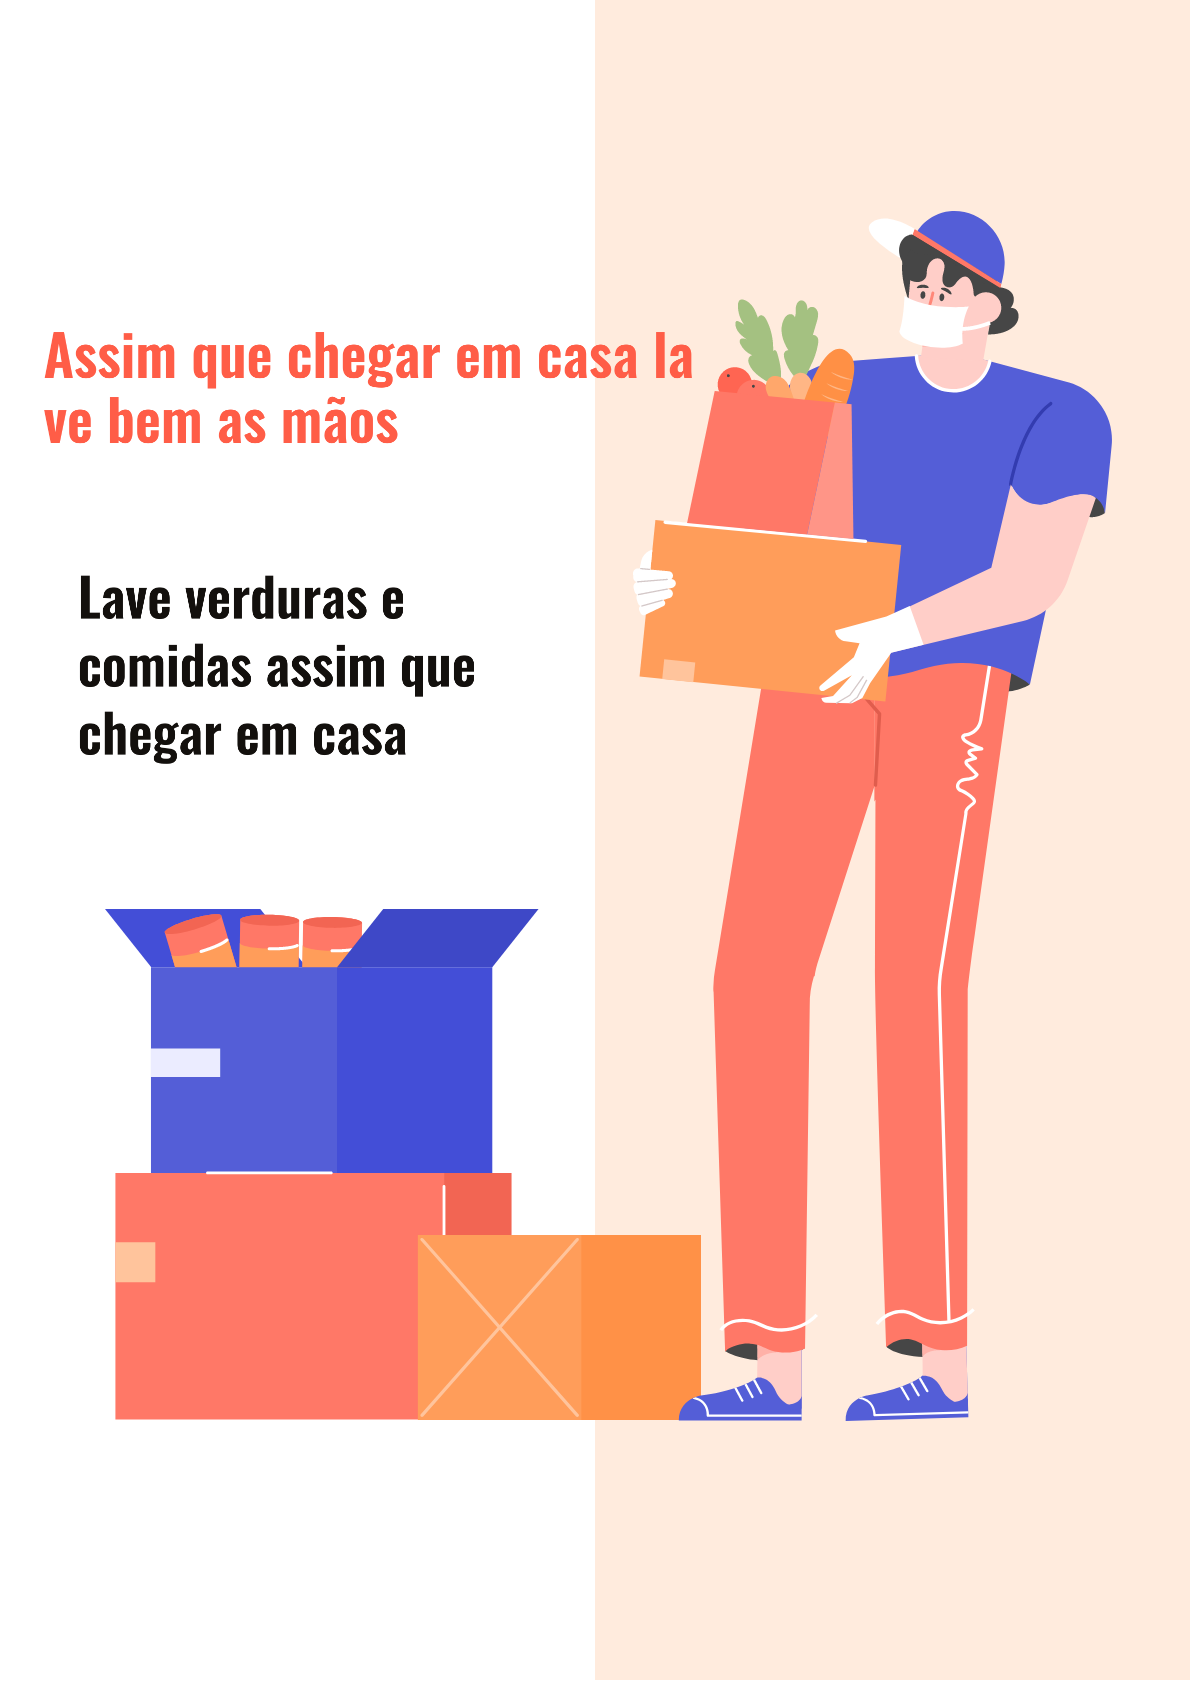 Assim que chegar em casa la
ve bem as mãos
Lave verduras e
comidas assim que
chegar em casa